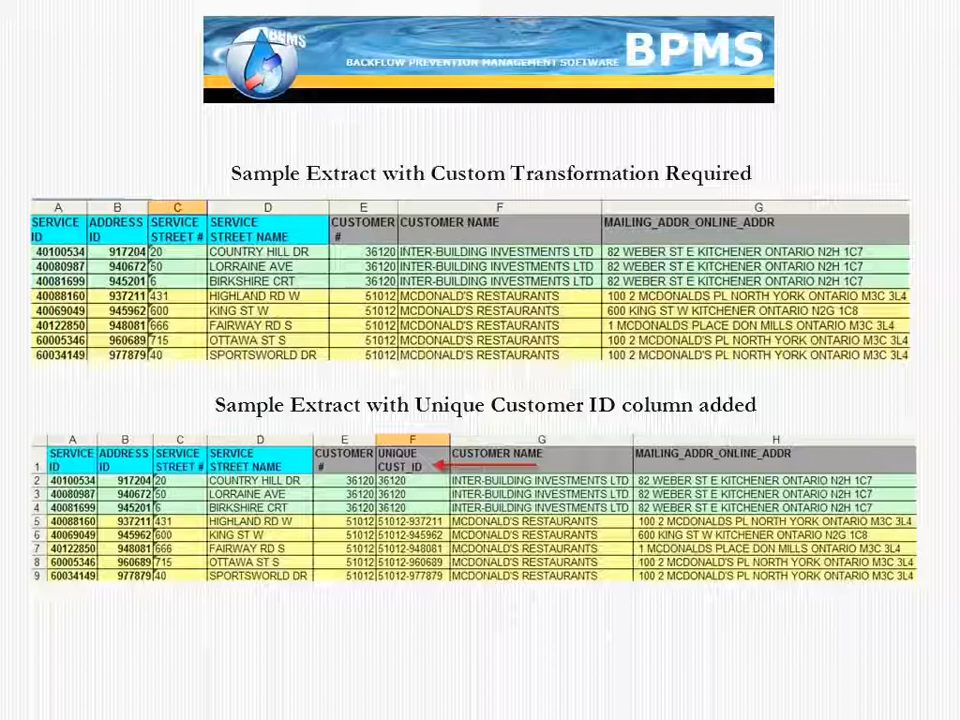 BPMS
BACKFLOW PREVENTION MANAGEMENT SOFTWARE BPMS
Sample Extract with Custom Transformation Required
A B C D E F G
SERVICE ADDRESS SERVICE SERVICE CUSTOMER CUSTOMER NAME MAILING_ADDR_ONLINE_ADDR
ID ID STREET # STREET NAME #
40100534 917204 20 COUNTRY HILL DR 36120 INTER-BUILDING INVESTMENTS LTD 82 WEBER ST E KITCHENER ONTARIO N2H 1C7
40080987 940672 50 LORRAINE AVE 36120 INTER-BUILDING INVESTMENTS LTD 82 WEBER ST E KITCHENER ONTARIO N2H 1C7
40081699 945201 6 BIRKSHIRE CRT 36120 INTER-BUILDING INVESTMENTS LTD 82 WEBER ST E KITCHENER ONTARIO N2H 1C7
40088160 937211 431 HIGHLAND RD W 51012 MCDONALD'S RESTAURANTS 100 2 MCDONALDS PL NORTH YORK ONTARIO M3C 3L4
40069049 945962 600 KING ST W 51012 MCDONALD'S RESTAURANTS 600 KING ST W KITCHENER ONTARIO N2G 1C8
40122850 948081 666 FAIRWAY RD S 51012 MCDONALD'S RESTAURANTS 1 MCDONALDS PLACE DON MILLS ONTARIO M3C 3L4
60005346 960689 715 OTTAWA ST S 51012 MCDONALD'S RESTAURANTS 100 2 MCDONALD'S PL NORTH YORK ONTARIO M3C 3L4
60034149 977879 40 SPORTSWORLD DR 51012 MCDONALD'S RESTAURANTS 100 2 MCDONALD'S PL NORTH YORK ONTARIO M3C 3L4
Sample Extract with Unique Customer ID column added
A B C D E F G H
SERVICE ADDRESS SERVICE SERVICE CUSTOMER UNIQUE CUSTOMER NAME MAILING_ADDR_ONLINE_ADDR
1 ID ID STREET # STREET NAME # CUST_ID
2 40100534 917204 20 COUNTRY HILL DR 36120 36120 INTER-BUILDING INVESTMENTS LTD 82 WEBER ST E KITCHENER ONTARIO N2H 1C7
3 40080987 940672 50 LORRAINE AVE 36120 36120 INTER-BUILDING INVESTMENTS LTD 82 WEBER ST E KITCHENER ONTARIO N2H 1C7
4 40081699 945201 6 BIRKSHIRE CRT 36120 36120 INTER-BUILDING INVESTMENTS LTD 82 WEBER ST E KITCHENER ONTARIO N2H 1C7
5 40088160 937211 431 HIGHLAND RD W 51012 51012-937211 MCDONALD'S RESTAURANTS 100 2 MCDONALDS PL NORTH YORK ONTARIO M3C 3L4
6 40069049 945962 600 KING ST W 51012 51012-945962 MCDONALD'S RESTAURANTS 600 KING ST W KITCHENER ONTARIO N2G 1C8
7 40122850 948081 666 FAIRWAY RD S 51012 51012-948081 MCDONALD'S RESTAURANTS 1 MCDONALDS PLACE DON MILLS ONTARIO M3C 3L4
8 60005346 960689 715 OTTAWA ST S 51012 51012-960689 MCDONALD'S RESTAURANTS 100 2 MCDONALD'S PL NORTH YORK ONTARIO M3C 3L4
9 60034149 977879 40 SPORTSWORLD DR 51012 51012-977879 MCDONALD'S RESTAURANTS 100 2 MCDONALD'S PL NORTH YORK ONTARIO M3C 3L4